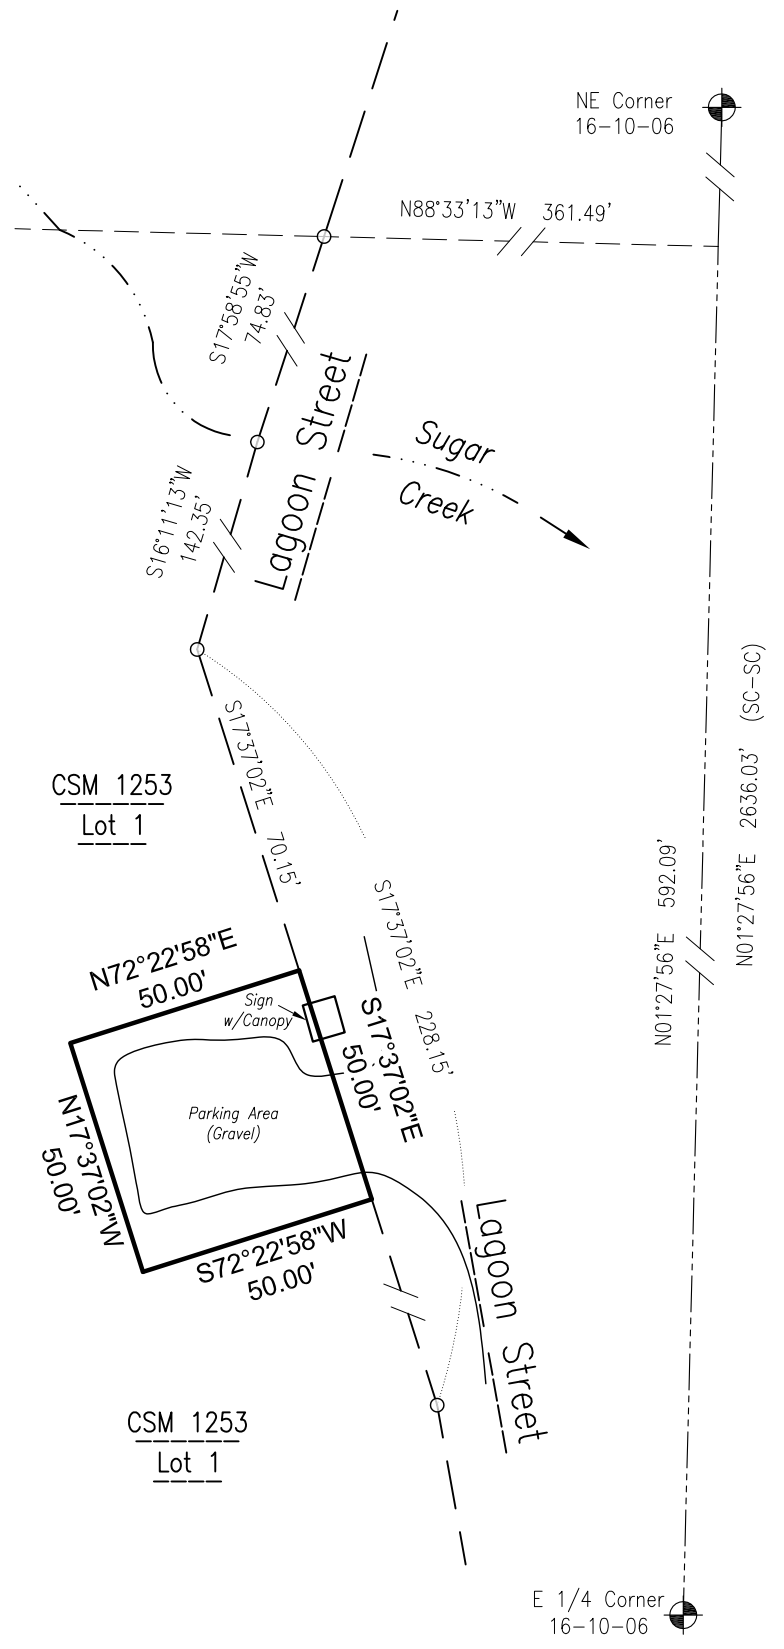 NE Corner
16-10-06
N88°33'13"W 361.49'
S17°58'55"W
74.83'
Lagoon Street
Sugar
Creek
S16°11'13"W
142.35'
S17°37'02"E 70.15'
CSM 1253
Lot 1
N01°27'56"E 2636.03' (SC-SC)
N01°27'56"E 592.09'
S17°37'02"E 228.15'
N72°22'58"E
50.00'
Sign
w/Canopy
S17°37'02"E
50.00'
Parking Area
(Gravel)
N17°37'02"W
50.00'
S72°22'58"W
50.00'
Lagoon Street
CSM 1253
Lot 1
E 1/4 Corner
16-10-06